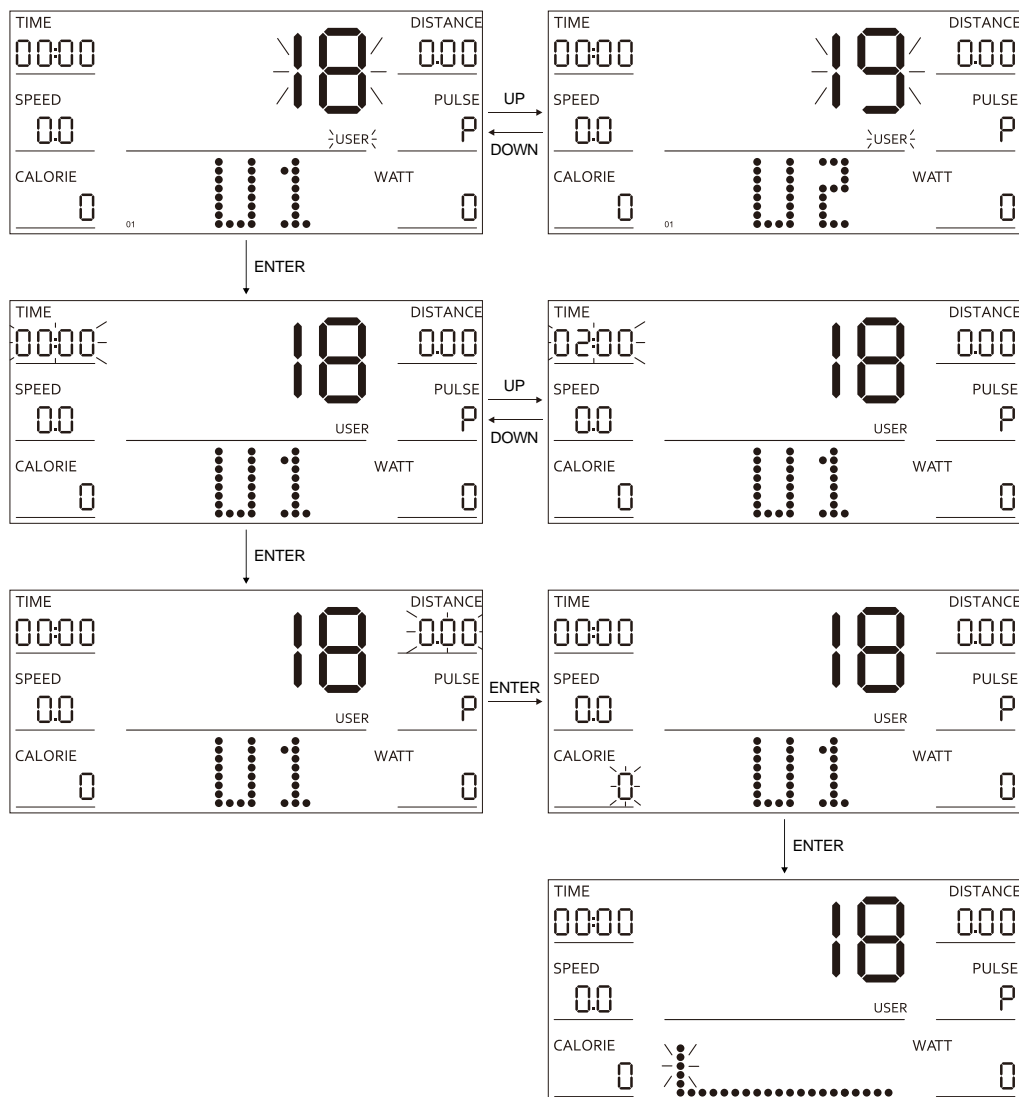 TIME 18 DISTANCE
00:00 0.00
SPEED PULSE
0.0 USER P
CALORIE U1 WATT
0 01 0
UP
DOWN
TIME 19 DISTANCE
00:00 0.00
SPEED PULSE
0.0 USER P
CALORIE U2 WATT
0 01 0
ENTER
TIME 18 DISTANCE
00:00 0.00
SPEED PULSE
0.0 USER P
CALORIE U1 WATT
0 0
UP
DOWN
TIME 18 DISTANCE
02:00 0.00
SPEED PULSE
0.0 USER P
CALORIE U1 WATT
0 0
ENTER
TIME 18 DISTANCE
00:00 0.00
SPEED PULSE
0.0 USER P
CALORIE U1 WATT
0 0
ENTER
TIME 18 DISTANCE
00:00 0.00
SPEED PULSE
0.0 USER P
CALORIE U1 WATT
0 0
ENTER
TIME 18 DISTANCE
00:00 0.00
SPEED PULSE
0.0 USER P
CALORIE WATT
0 0